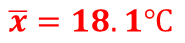 x̅ = 18.1°C